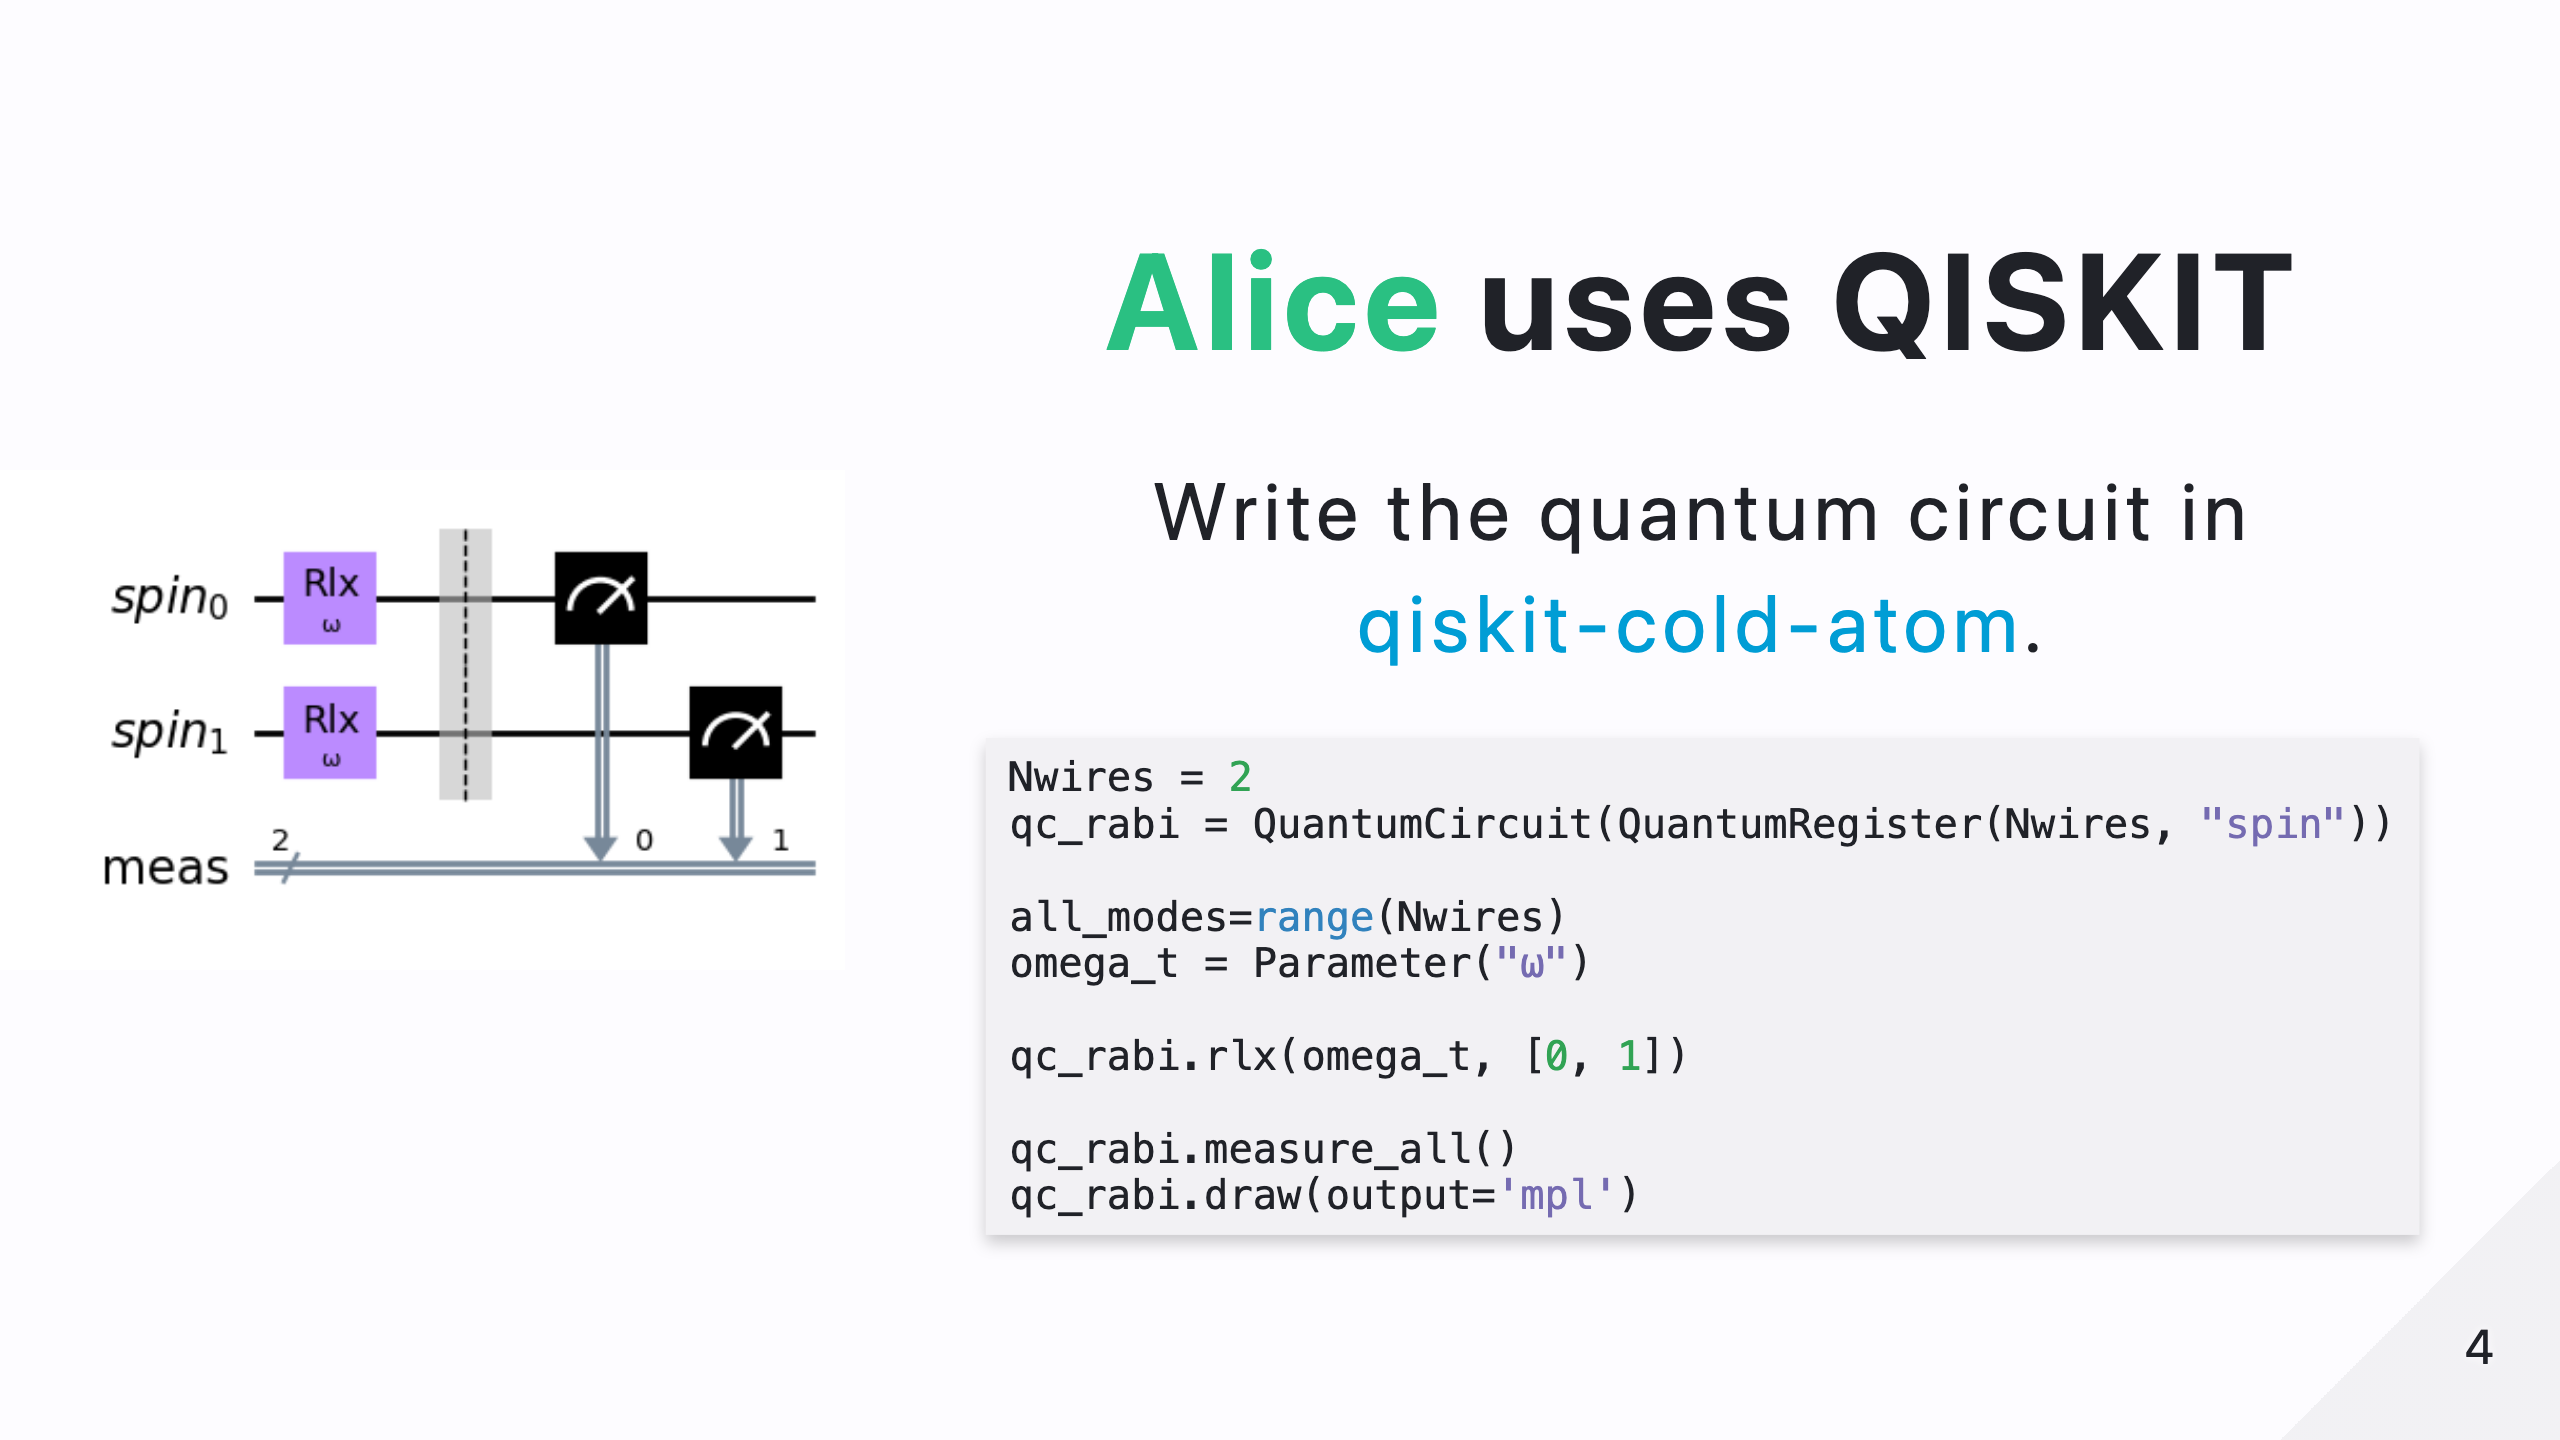 Alice uses QISKIT
Write the quantum circuit in
qiskit-cold-atom.
spin0
Rlx
ω
spin1
Rlx
ω
meas
2
0
1
Nwires = 2
qc_rabi = QuantumCircuit(QuantumRegister(Nwires, "spin"))
all_modes=range(Nwires)
omega_t = Parameter("ω")
qc_rabi.rlx(omega_t, [0, 1])
qc_rabi.measure_all()
qc_rabi.draw(output='mpl')
4